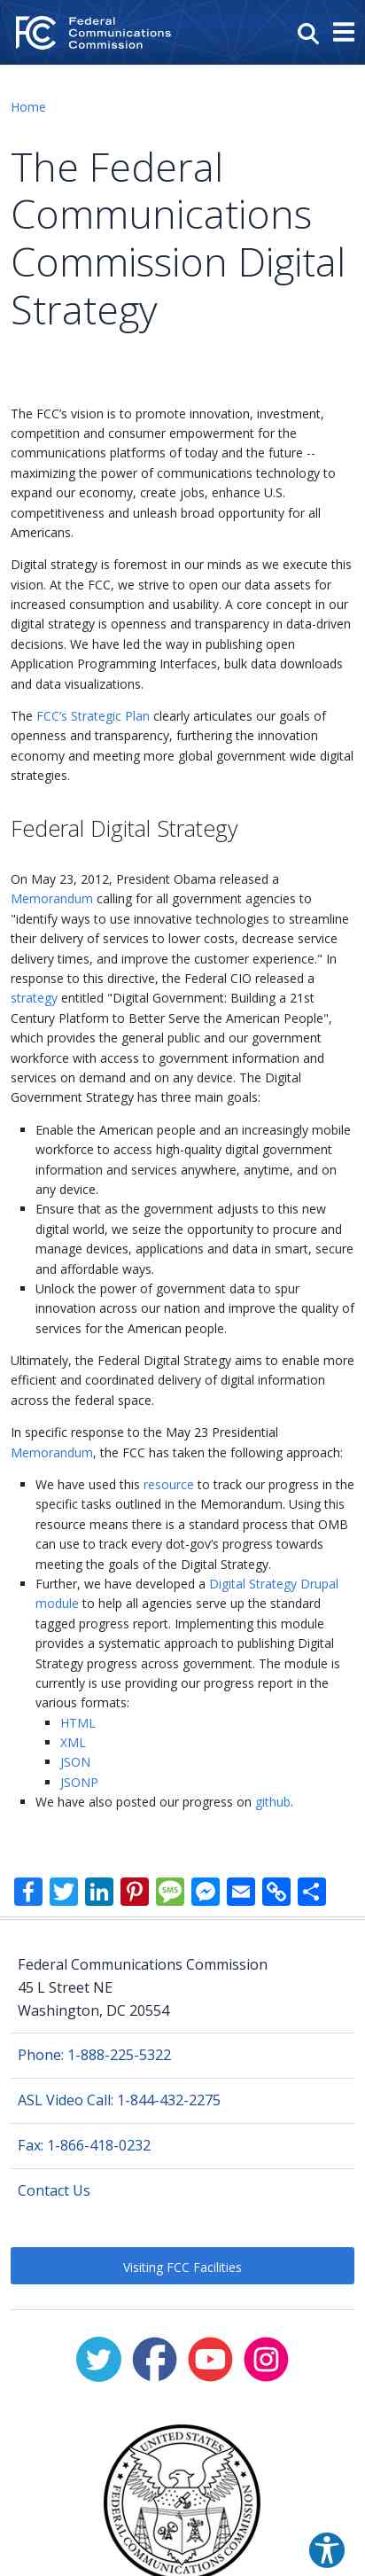 Federal
Communications
Commission
Home
The Federal
Communications
Commission Digital
Strategy
The FCC's vision is to promote innovation, investment,
competition and consumer empowerment for the
communications platforms of today and the future --
maximizing the power of communications technology to
expand our economy, create jobs, enhance U.S.
competitiveness and unleash broad opportunity for all
Americans.
Digital strategy is foremost in our minds as we execute this
vision. At the FCC, we strive to open our data assets for
increased consumption and usability. A core concept in our
digital strategy is openness and transparency in data-driven
decisions. We have led the way in publishing open
Application Programming Interfaces, bulk data downloads
and data visualizations.
The FCC's Strategic Plan clearly articulates our goals of
openness and transparency, furthering the innovation
economy and meeting more global government wide digital
strategies.
Federal Digital Strategy
On May 23, 2012, President Obama released a
Memorandum calling for all government agencies to
"identify ways to use innovative technologies to streamline
their delivery of services to lower costs, decrease service
delivery times, and improve the customer experience." In
response to this directive, the Federal CIO released a
strategy entitled "Digital Government: Building a 21st
Century Platform to Better Serve the American People",
which provides the general public and our government
workforce with access to government information and
services on demand and on any device. The Digital
Government Strategy has three main goals:
Enable the American people and an increasingly mobile
workforce to access high-quality digital government
information and services anywhere, anytime, and on
any device.
Ensure that as the government adjusts to this new
digital world, we seize the opportunity to procure and
manage devices, applications and data in smart, secure
and affordable ways.
Unlock the power of government data to spur
innovation across our nation and improve the quality of
services for the American people.
Ultimately, the Federal Digital Strategy aims to enable more
efficient and coordinated delivery of digital information
across the federal space.
In specific response to the May 23 Presidential
Memorandum, the FCC has taken the following approach:
We have used this resource to track our progress in the
specific tasks outlined in the Memorandum. Using this
resource means there is a standard process that OMB
can use to track every dot-gov's progress towards
meeting the goals of the Digital Strategy.
Further, we have developed a Digital Strategy Drupal
module to help all agencies serve up the standard
tagged progress report. Implementing this module
provides a systematic approach to publishing Digital
Strategy progress across government. The module is
currently is use providing our progress report in the
various formats:
HTML
XML
JSON
JSONP
We have also posted our progress on github.
SMS
Federal Communications Commission
45 L Street NE
Washington, DC 20554
Phone: 1-888-225-5322
ASL Video Call: 1-844-432-2275
Fax: 1-866-418-0232
Contact Us
Visiting FCC Facilities
UNITED STATES
FEDERAL COMMUNICATIONS COMMISSION